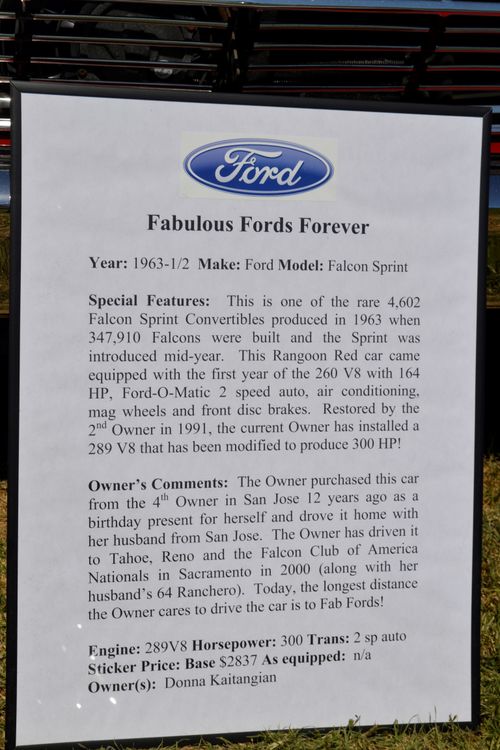 Ford
Fabulous Fords Forever
Year: 1963-1/2 Make: Ford Model: Falcon Sprint
Special Features: This is one of the rare 4,602
Falcon Sprint Convertibles produced in 1963 when
347,910 Falcons were built and the Sprint was
introduced mid-year. This Rangoon Red car came
equipped with the first year of the 260 V8 with 164
HP, Ford-O-Matic 2 speed auto, air conditioning,
mag wheels and front disc brakes. Restored by the
2nd Owner in 1991, the current Owner has installed a
289 V8 that has been modified to produce 300 HP!
Owner's Comments: The Owner purchased this car
from the 4th Owner in San Jose 12 years ago as a
birthday present for herself and drove it home with
her husband from San Jose. The Owner has driven it
to Tahoe, Reno and the Falcon Club of America
Nationals in Sacramento in 2000 (along with her
husband's 64 Ranchero). Today, the longest distance
the Owner cares to drive the car is to Fab Fords!
Engine: 289V8 Horsepower: 300 Trans: 2 sp auto
Sticker Price: Base $2837 As equipped: n/a
Owner(s): Donna Kaitangian